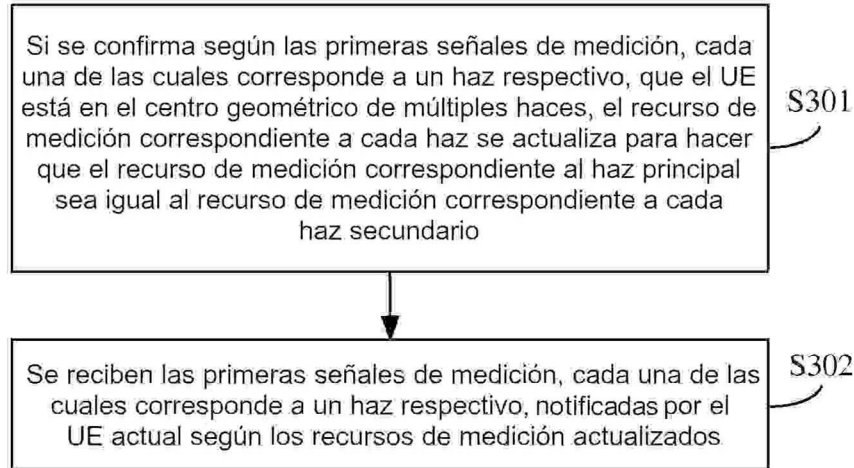 Si se confirma según las primeras señales de medición, cada
una de las cuales corresponde a un haz respectivo, que el UE
está en el centro geométrico de múltiples haces, el recurso de
medición correspondiente a cada haz se actualiza para hacer
que el recurso de medición correspondiente al haz principal
sea igual al recurso de medición correspondiente a cada
haz secundario
S301
Se reciben las primeras señales de medición, cada una de las
cuales corresponde a un haz respectivo, notificadas por el
UE actual según los recursos de medición actualizados
S302